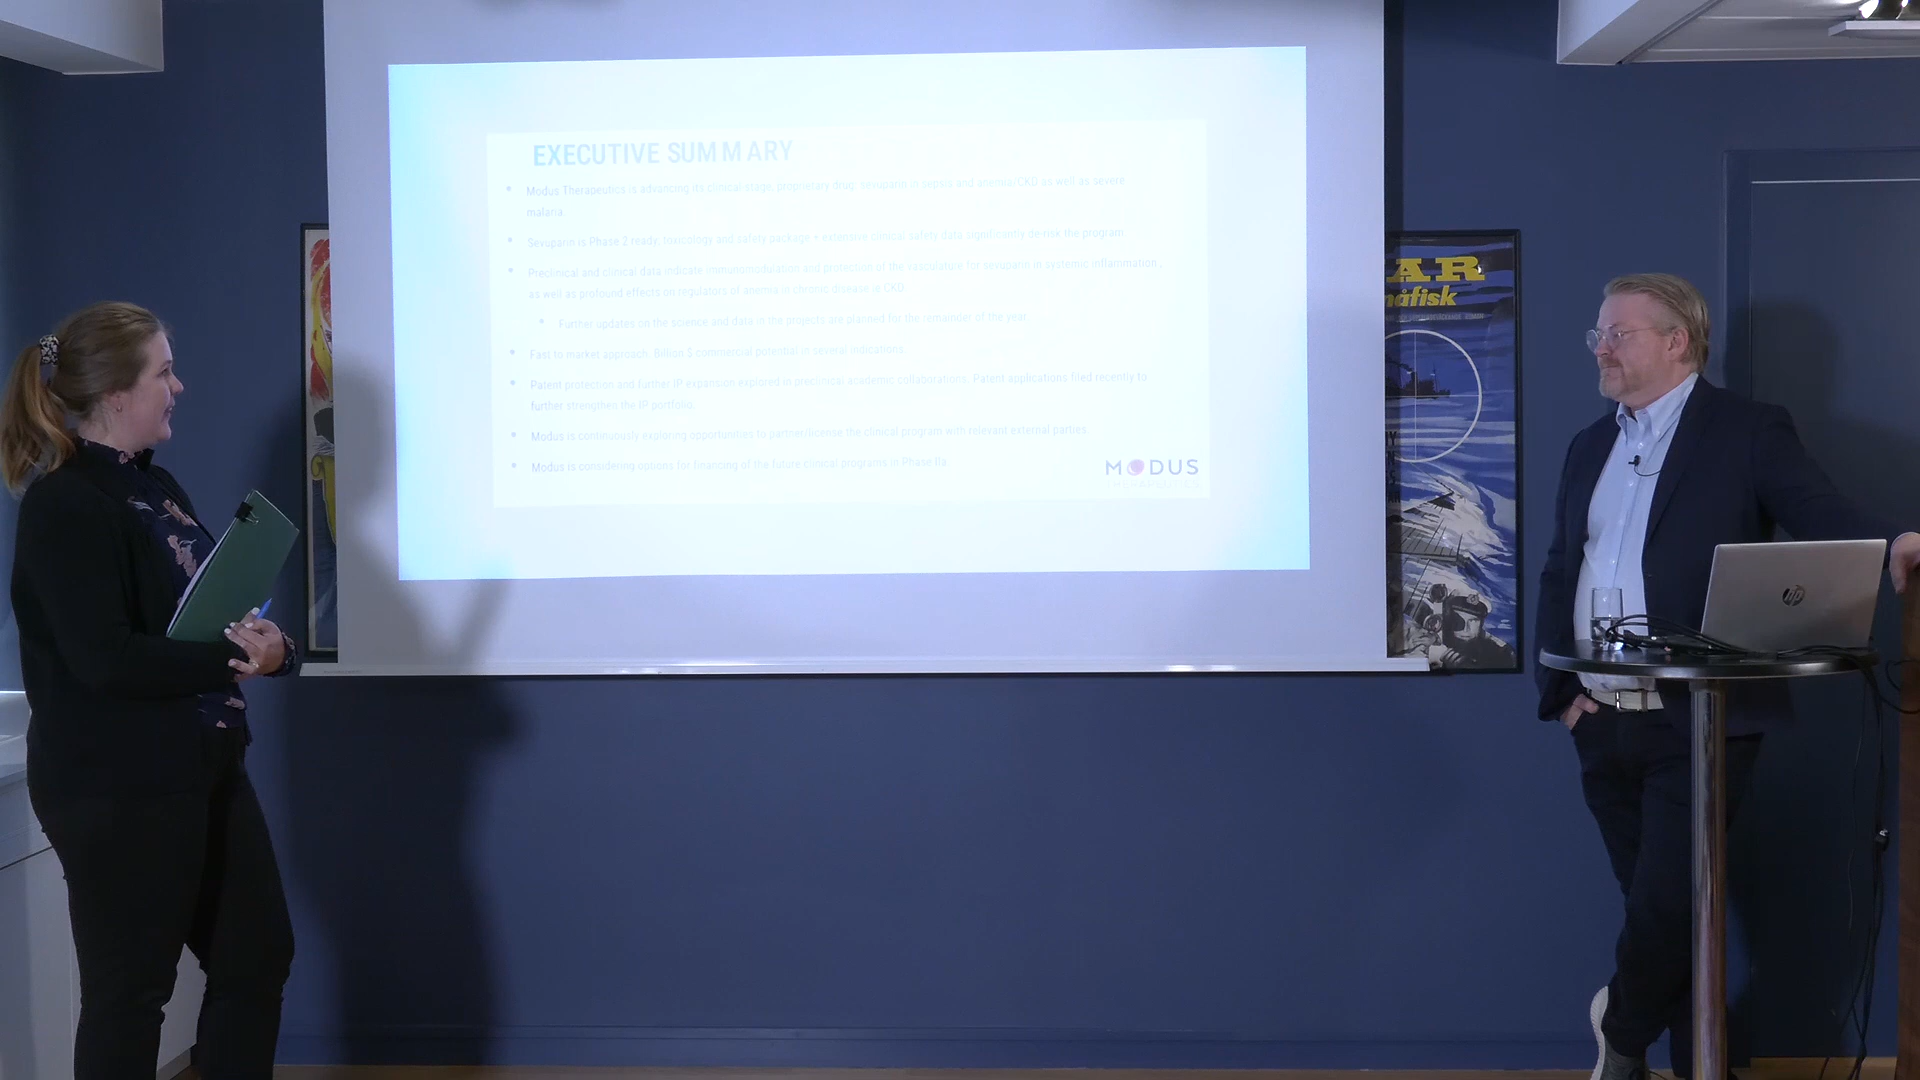 EXECUTIVE SUMMARY
• Modus Therapeutics is advancing its clinical stage, proprietary drug, sevuparin in sepsis and anemia/CKD as well as severe
malaria.
• Sevuparin is Phase 2 ready: toxicology and safety package + extensive clinical safety data significantly de-risk the program
• Preclinical and clinical data indicate immunomodulation and protection of the vasculature for sevuparin in systemic inflammation,
as well as profound effects on regulators of anemia in chronic disease ie CKD.
• Further updates on the science and data in the projects are planned for the remainder of the year
• Fast to market approach. Billion $ commercial potential in several indications.
• Patent protection and further IP expansion explored in preclinical academic collaborations. Patent applications filed recently to
further strengthen the IP portfolio.
• Modus is continuously exploring opportunities to partner/license the clinical program with relevant external parties
• Modus is considering options for financing of the future clinical programs in Phase IIa
MODUS
THERAPEUTICS
AR
måfisk
hp